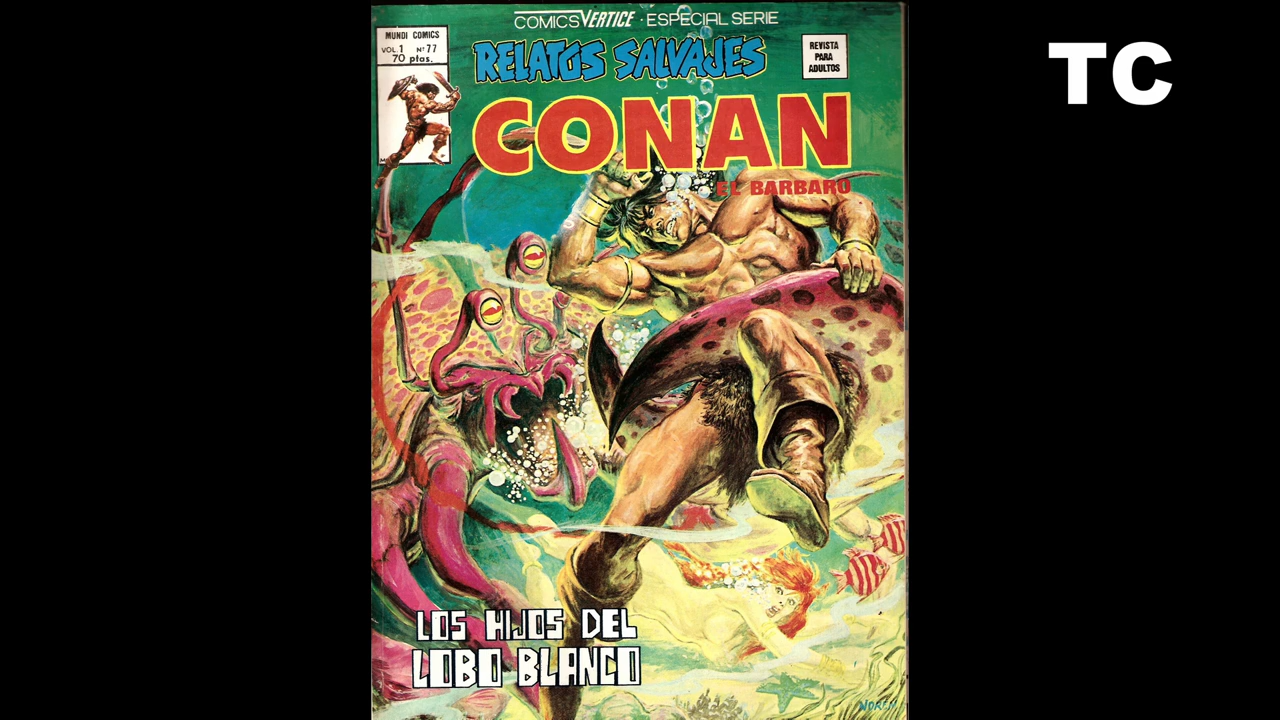 COMICS VERTICE · ESPECIAL SERIE
MUNDI COMICS
VOL.1 Nº 77
70 ptas.
RELATOS SALVAJES
REVISTA
PARA
ADULTOS
CONAN
EL BARBARO
LOS HIJOS DEL
LOBO BLANCO
TC